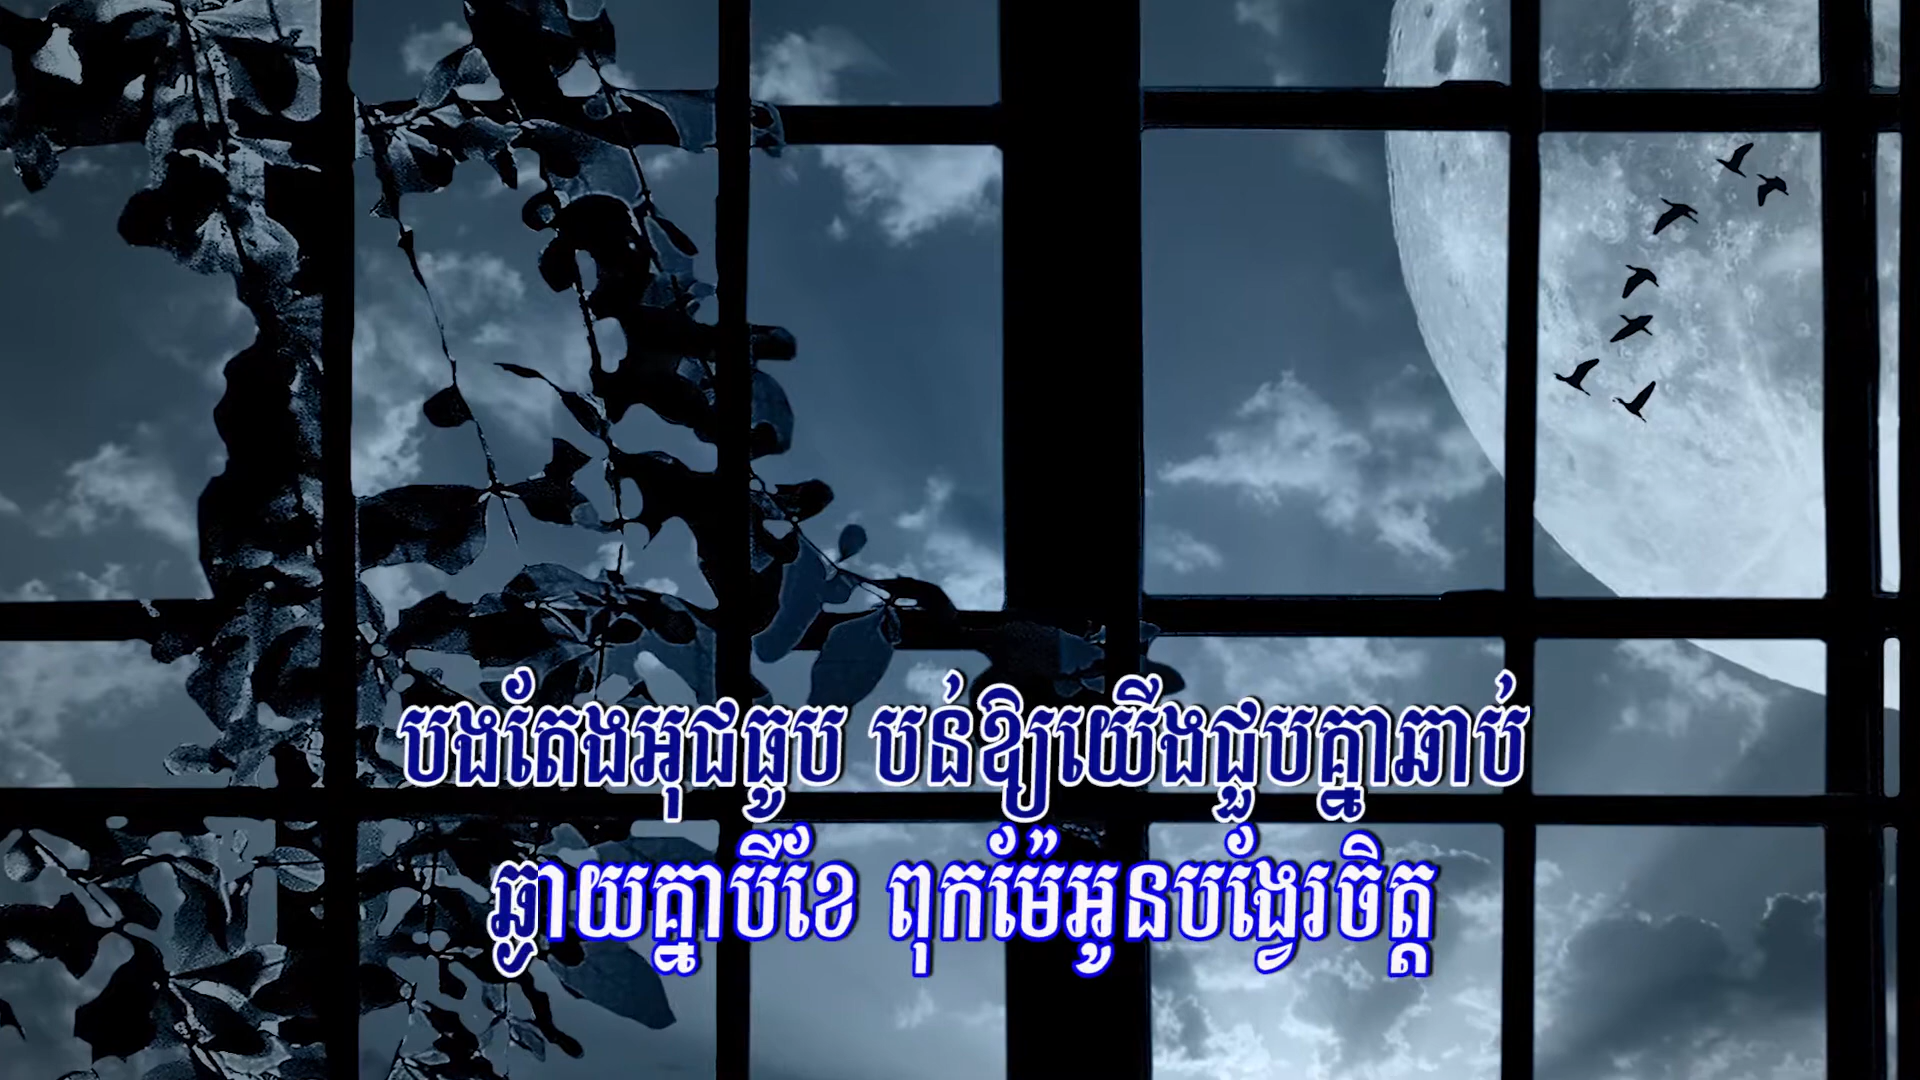 បងតែងអុជធូប បន់ឱ្យយើងជួបគ្នាឆាប់
ឆ្ងាយគ្នាបីខែ ពុកម៉ែអូនបង្វែរចិត្ត